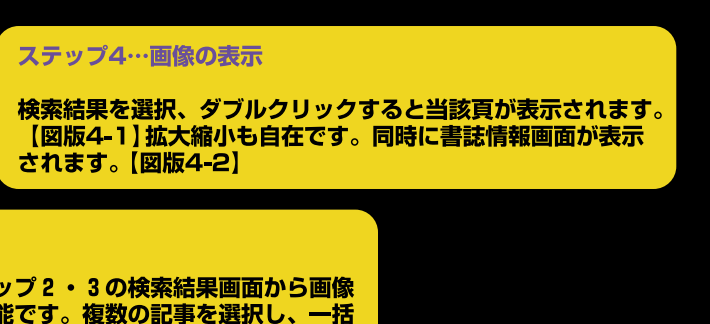 ステップ4…画像の表示
検索結果を選択、ダブルクリックすると当該頁が表示されます。
【図版4-1】拡大縮小も自在です。同時に書誌情報画面が表示
されます。【図版4-2】
ップ2・3の検索結果画面から画像
能です。複数の記事を選択し、一括